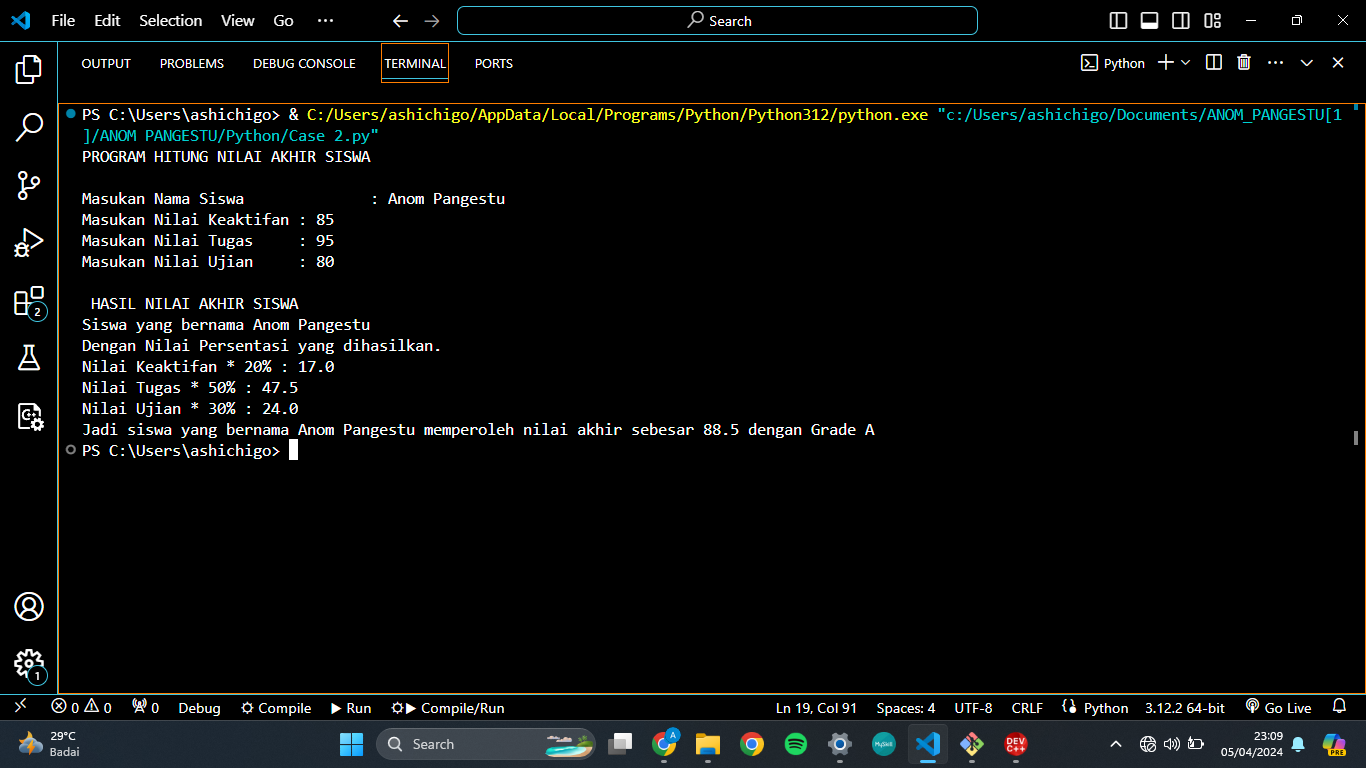 File Edit Selection View Go ··· Search
OUTPUT PROBLEMS DEBUG CONSOLE TERMINAL PORTS Python
PS C:\Users\ashichigo> & C:/Users/ashichigo/AppData/Local/Programs/Python/Python312/python.exe "c:/Users/ashichigo/Documents/ANOM_PANGESTU[1
]/ANOM PANGESTU/Python/Case 2.py"
PROGRAM HITUNG NILAI AKHIR SISWA
Masukan Nama Siswa : Anom Pangestu
Masukan Nilai Keaktifan : 85
Masukan Nilai Tugas : 95
Masukan Nilai Ujian : 80
HASIL NILAI AKHIR SISWA
Siswa yang bernama Anom Pangestu
Dengan Nilai Persentasi yang dihasilkan.
Nilai Keaktifan * 20% : 17.0
Nilai Tugas * 50% : 47.5
Nilai Ujian * 30% : 24.0
Jadi siswa yang bernama Anom Pangestu memperoleh nilai akhir sebesar 88.5 dengan Grade A
PS C:\Users\ashichigo>
2
1
0 0 0 Debug Compile Run Compile/Run Ln 19, Col 91 Spaces: 4 UTF-8 CRLF Python 3.12.2 64-bit Go Live
29°C
Badai
Search
A
MySkill
DEV
C++
23:09
05/04/2024
PRE